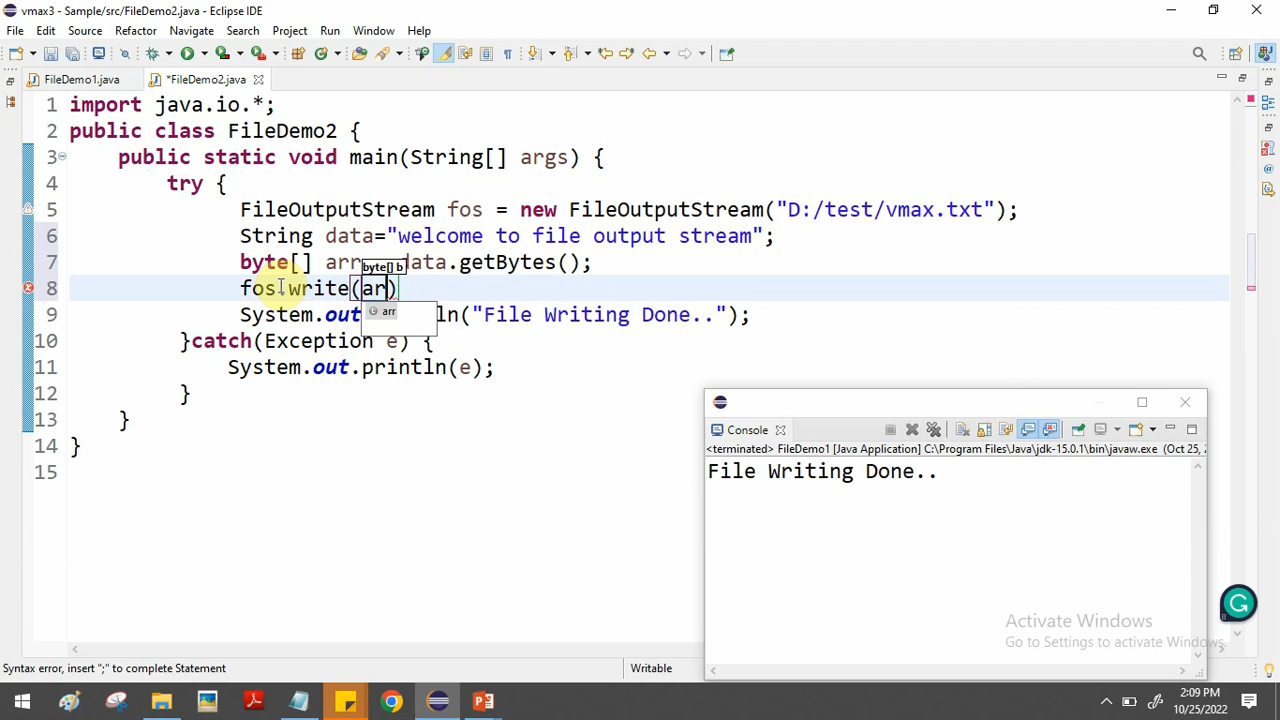 vmax3 - Sample/src/FileDemo2.java - Eclipse IDE
File Edit Source Refactor Navigate Search Project Run Window Help
FileDemo1.java *FileDemo2.java
1 import java.io.*;
2 public class FileDemo2 {
3 public static void main(String[] args) {
4 try {
5 FileOutputStream fos = new FileOutputStream("D:/test/vmax.txt");
6 String data="welcome to file output stream";
7 byte[] arr data.getBytes();
byte[] b
8 fos.write(ar)
arr
9 System.out ln("File Writing Done..");
10 }catch(Exception e) {
11 System.out.println(e);
12 }
13 }
14 }
15
Console
<terminated> FileDemo1 [Java Application] C:\Program Files\Java\jdk-15.0.1\bin\javaw.exe (Oct 25,
File Writing Done..
Activate Windows
Go to Settings to activate Windows.
Syntax error, insert ";" to complete Statement Writable
2:09 PM
10/25/2022